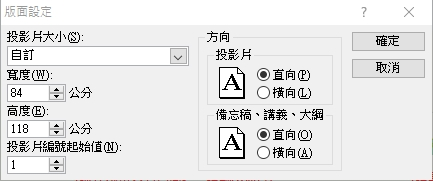 版面設定
投影片大小(S):
自訂
寬度(W):
84 公分
高度(E):
118 公分
投影片編號起始值(N):
1
方向
投影片
A
直向(P)
橫向(L)
備忘稿、講義、大綱
A
直向(O)
橫向(A)
確定
取消